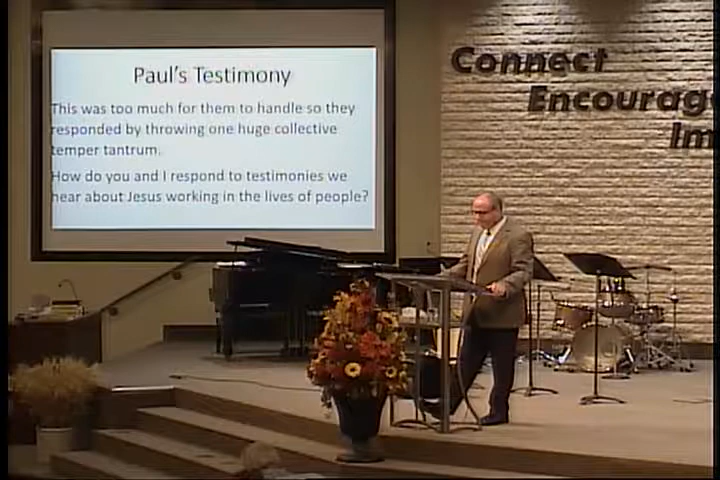 Paul's Testimony
This was too much for them to handle so they
responded by throwing one huge collective
temper tantrum.
How do you and I respond to testimonies we
hear about Jesus working in the lives of people?
Connect
Encourage
Im